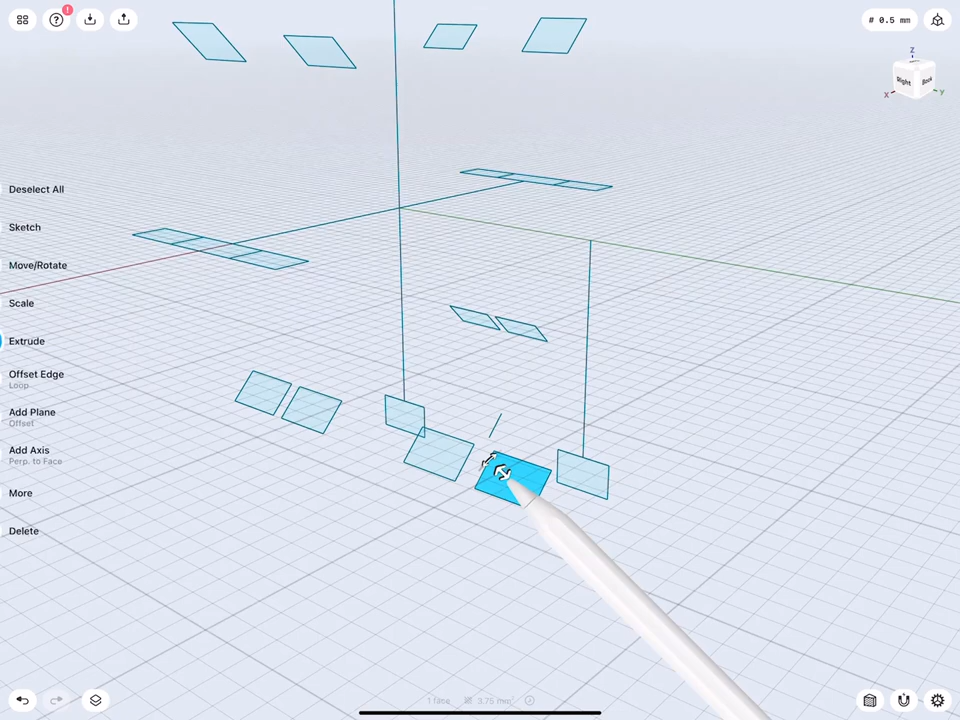 !
# 0.5 mm
Z
Right
Back
X
Y
Deselect All
Sketch
Move/Rotate
Scale
Extrude
Offset Edge
Loop
Add Plane
Offset
Add Axis
Perp. to Face
More
Delete
1 face
3.75 mm²